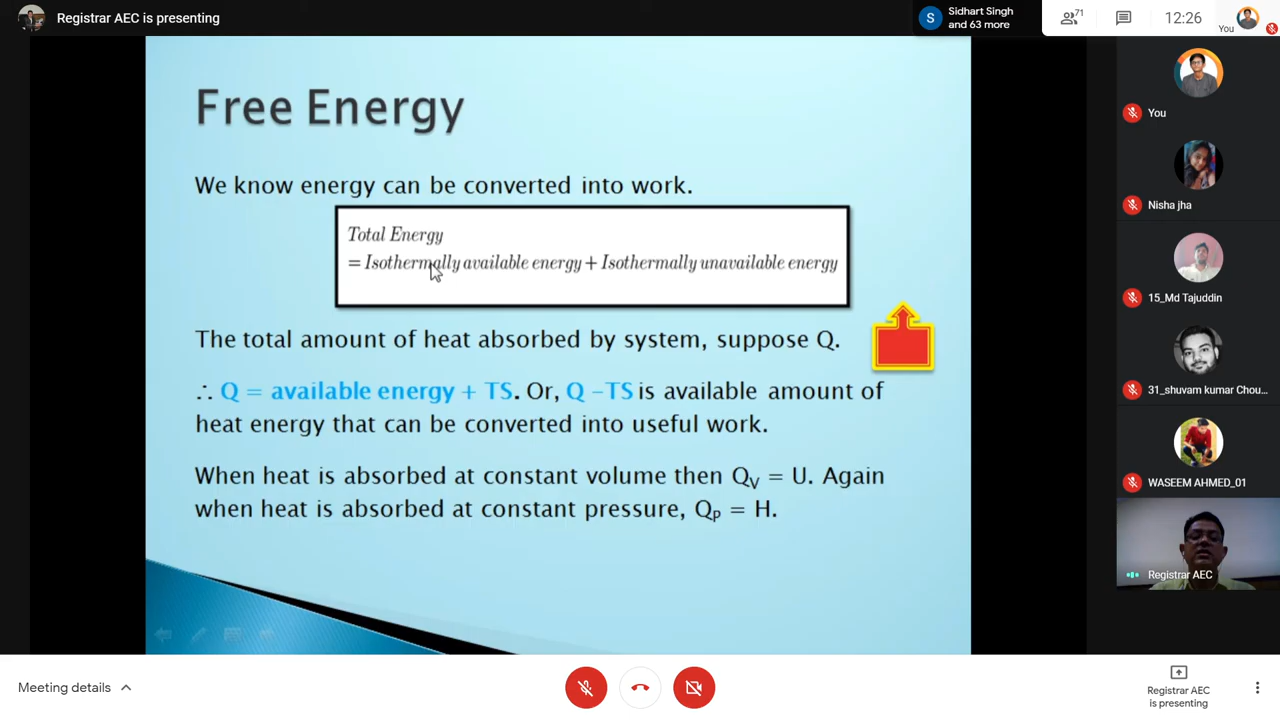 Registrar AEC is presenting
S
Sidhart Singh
and 63 more
71
12:26
You
Free Energy
We know energy can be converted into work.
Total Energy
= Isothermally available energy + Isothermally unavailable energy
The total amount of heat absorbed by system, suppose Q.
∴ Q = available energy + TS. Or, Q –TS is available amount of
heat energy that can be converted into useful work.
When heat is absorbed at constant volume then QV = U. Again
when heat is absorbed at constant pressure, QP = H.
You
Nisha jha
15_Md Tajuddin
31_shuvam kumar Chou...
WASEEM AHMED_01
Registrar AEC
Meeting details
Registrar AEC
is presenting